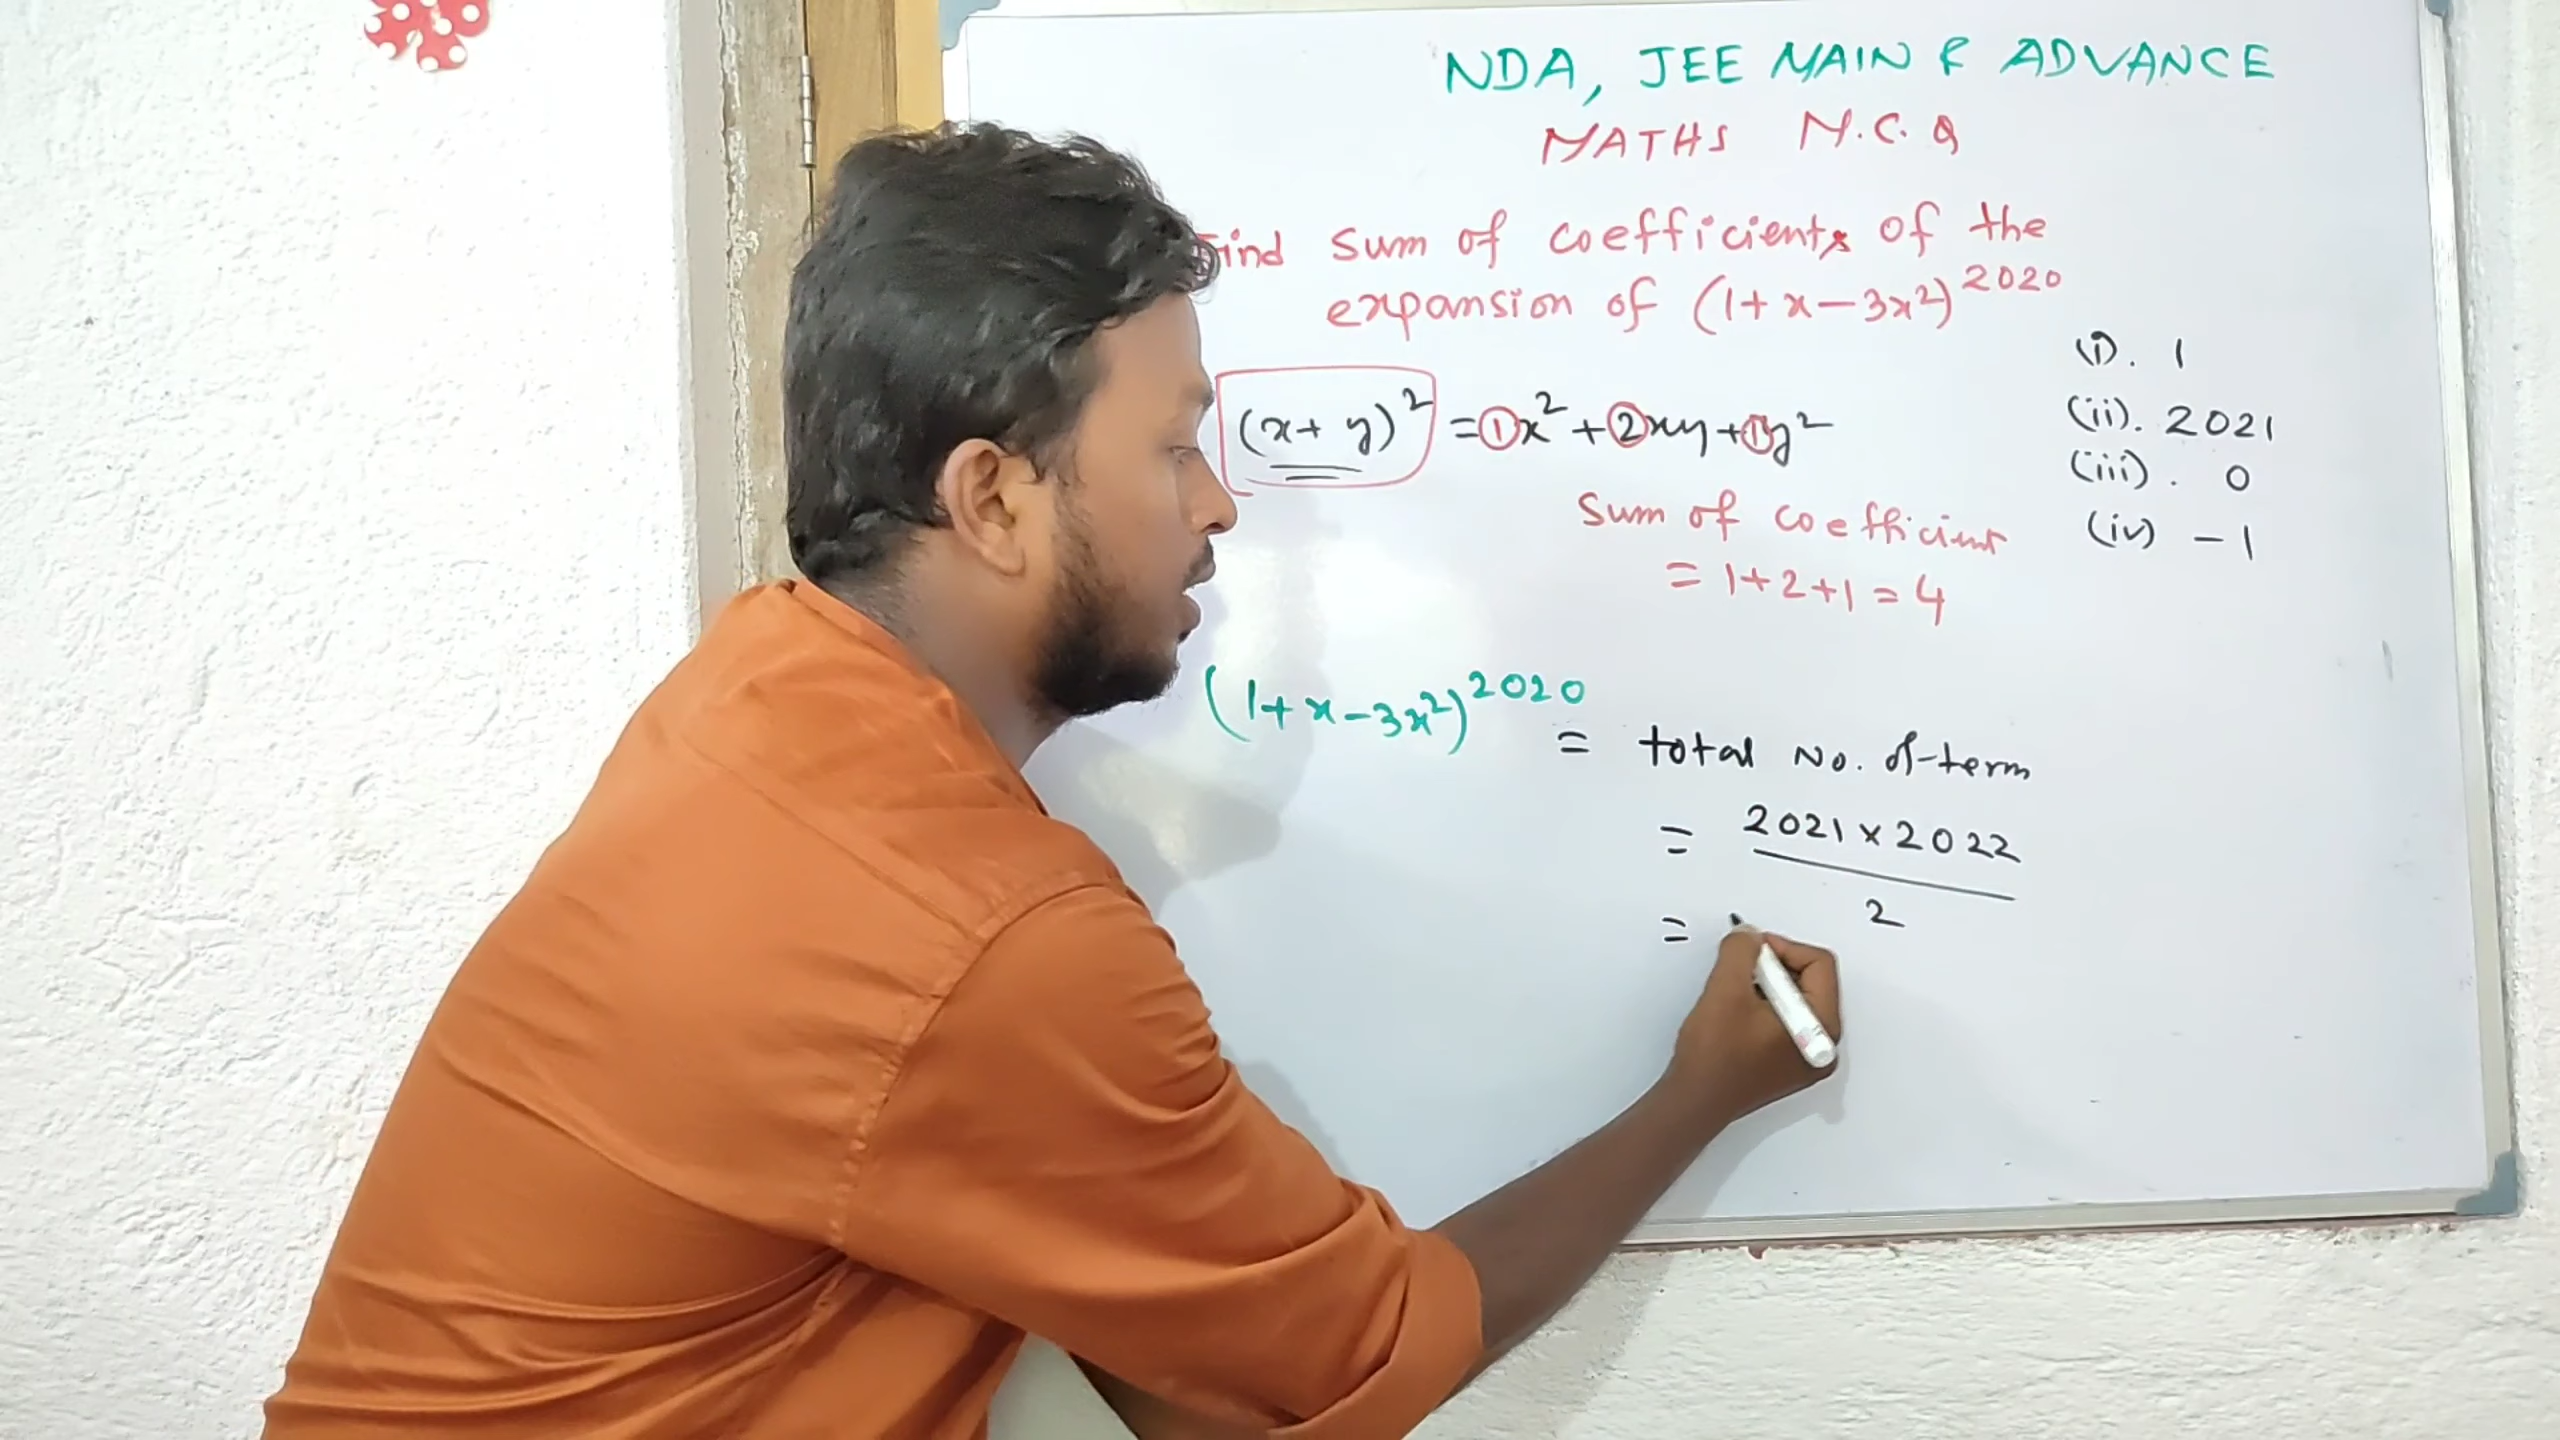 NDA, JEE MAIN & ADVANCE
MATHS M.C.Q
Find sum of coefficients of the
expansion of (1+x-3x²)²⁰²⁰
(i). 1
(ii). 2021
(iii). 0
(iv) -1
(x+y)² = 1x²+2xy+1y²
Sum of coefficient
= 1+2+1 = 4
(1+x-3x²)²⁰²⁰
= total No. of term
= 2021 x 2022
2
=